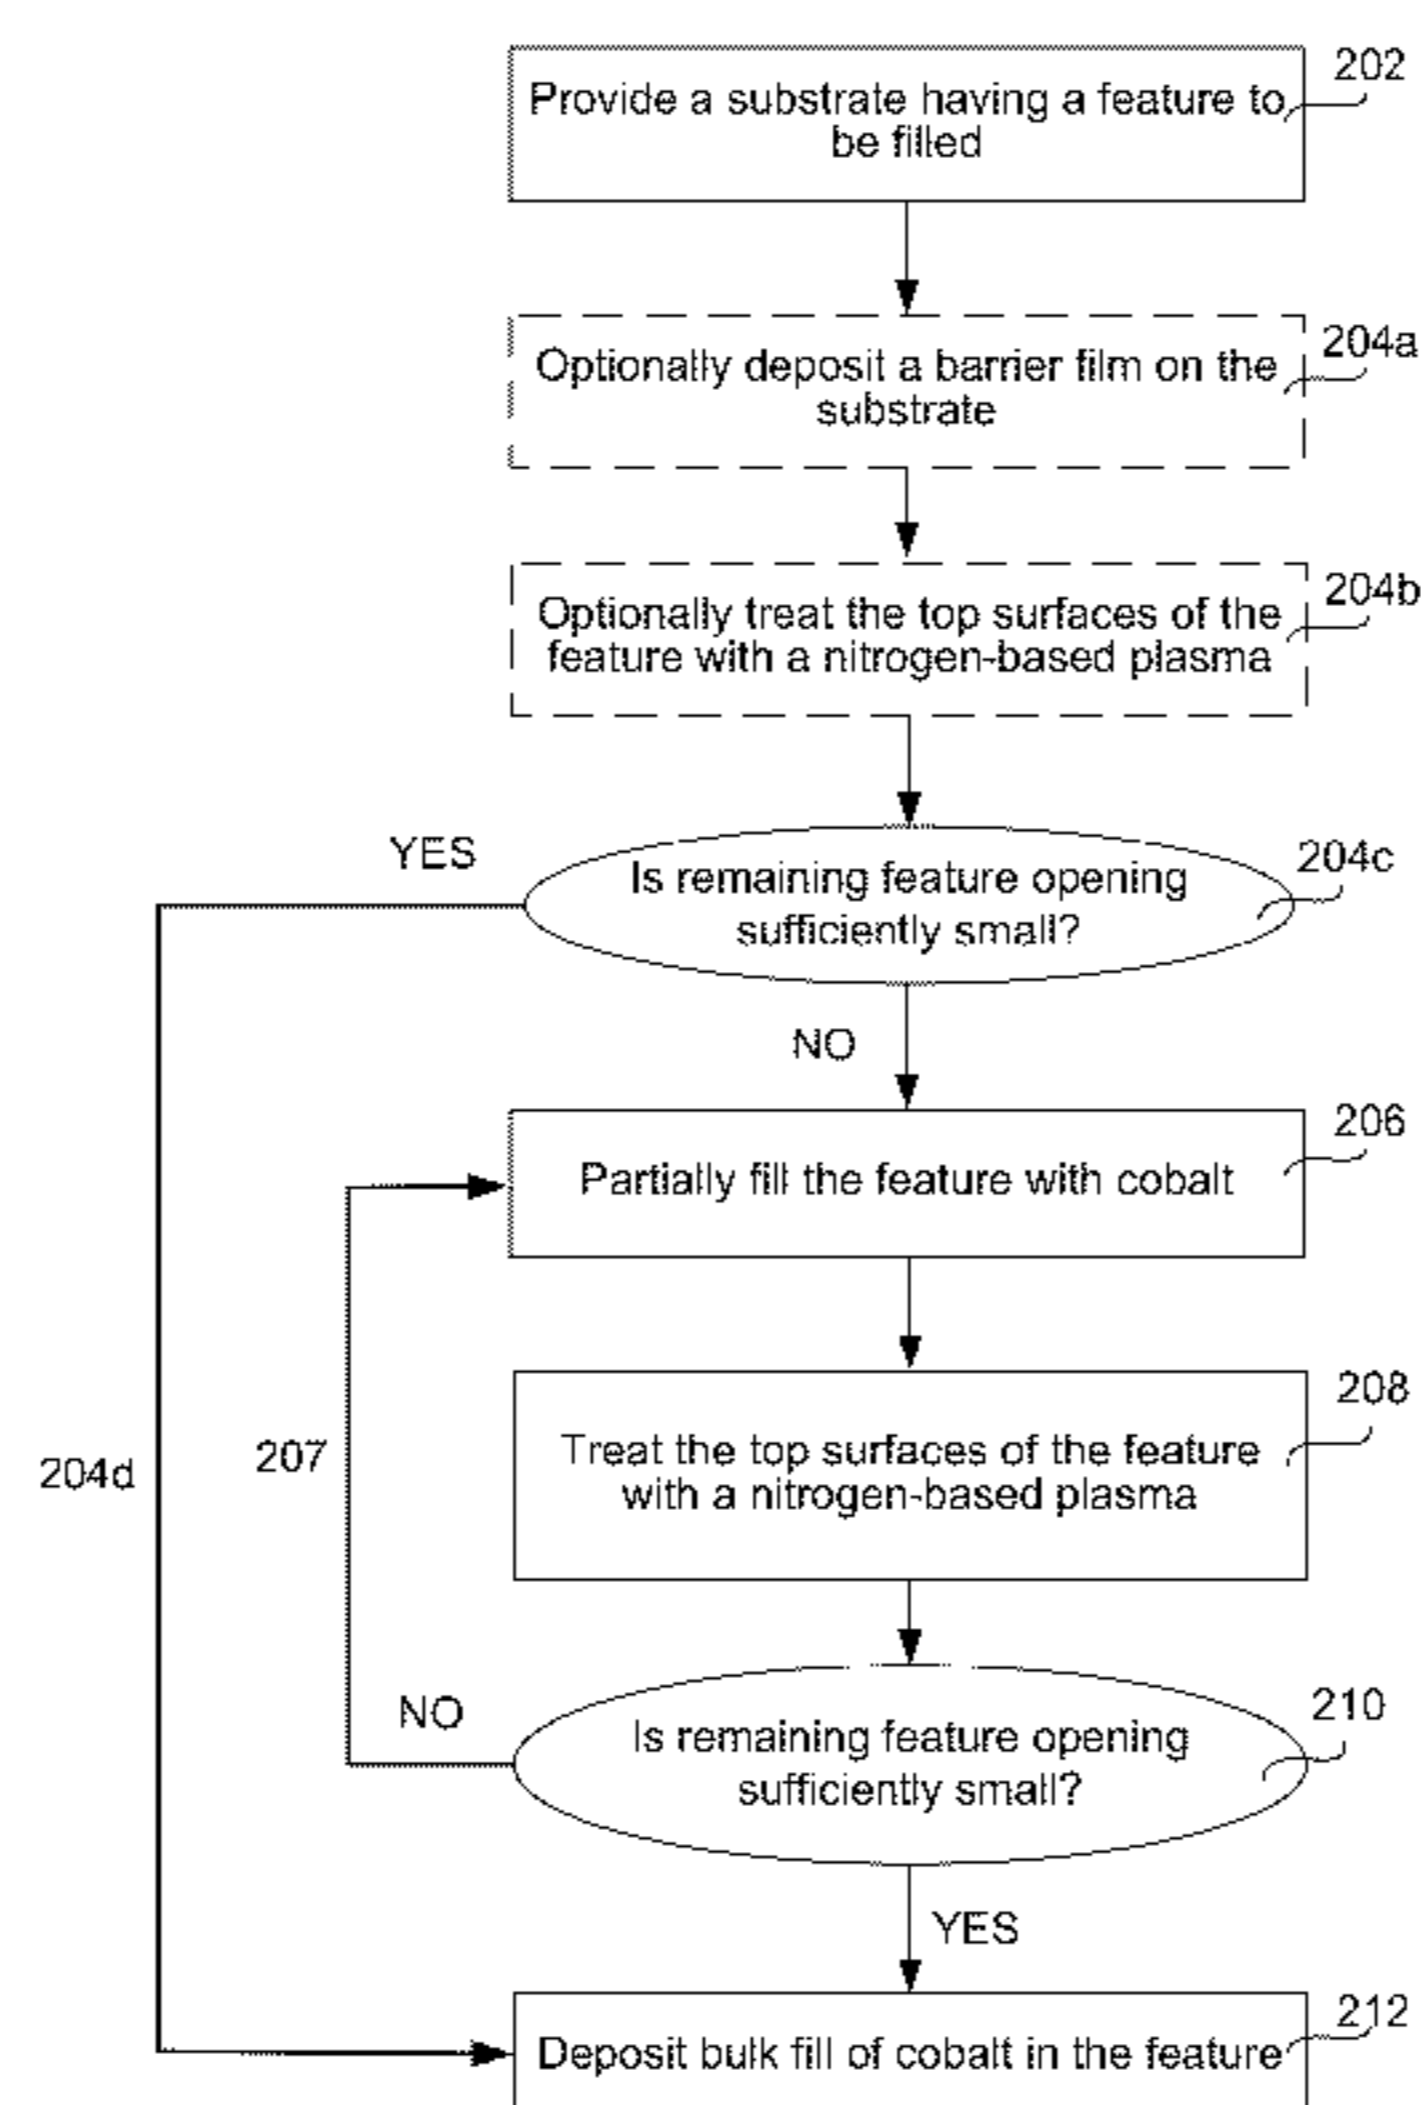 202
Provide a substrate having a feature to
be filled
204a
Optionally deposit a barrier film on the
substrate
204b
Optionally treat the top surfaces of the
feature with a nitrogen-based plasma
YES
204c
Is remaining feature opening
sufficiently small?
NO
206
Partially fill the feature with cobalt
208
Treat the top surfaces of the feature
with a nitrogen-based plasma
204d
207
NO
210
Is remaining feature opening
sufficiently small?
YES
212
Deposit bulk fill of cobalt in the feature